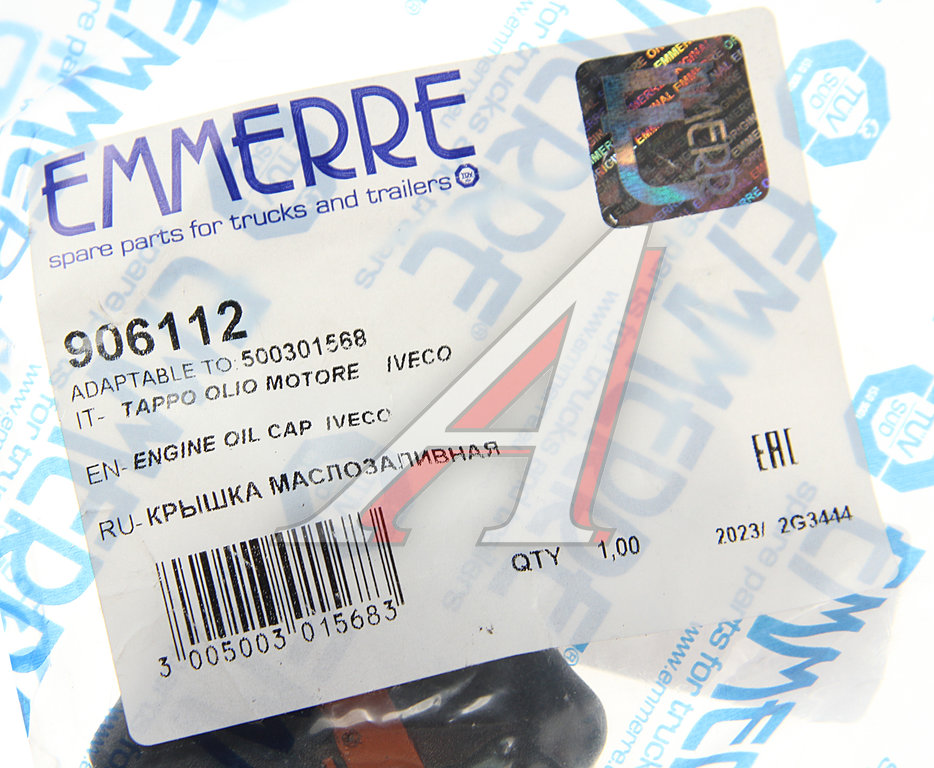 EMMERRE
spare parts for trucks and trailers
906112
ADAPTABLE TO: 500301568
IT- TAPPO OLIO MOTORE IVECO
EN- ENGINE OIL CAP IVECO
RU- КРЫШКА МАСЛОЗАЛИВНАЯ
QTY 1,00
EAC
2023/ 2G3444
3 005003 015683